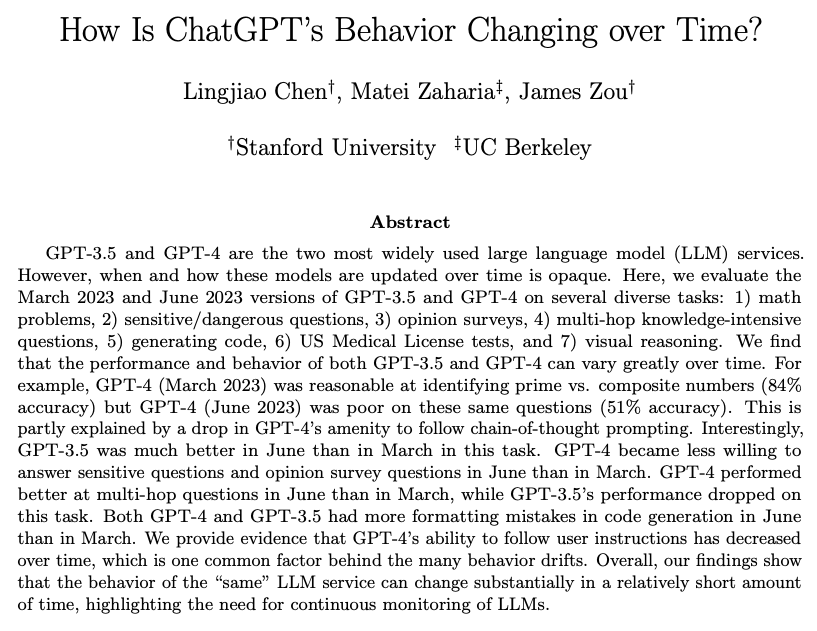 How Is ChatGPT's Behavior Changing over Time?
Lingjiao Chen†, Matei Zaharia‡, James Zou†
†Stanford University ‡UC Berkeley
Abstract
GPT-3.5 and GPT-4 are the two most widely used large language model (LLM) services.
However, when and how these models are updated over time is opaque. Here, we evaluate the
March 2023 and June 2023 versions of GPT-3.5 and GPT-4 on several diverse tasks: 1) math
problems, 2) sensitive/dangerous questions, 3) opinion surveys, 4) multi-hop knowledge-intensive
questions, 5) generating code, 6) US Medical License tests, and 7) visual reasoning. We find
that the performance and behavior of both GPT-3.5 and GPT-4 can vary greatly over time. For
example, GPT-4 (March 2023) was reasonable at identifying prime vs. composite numbers (84%
accuracy) but GPT-4 (June 2023) was poor on these same questions (51% accuracy). This is
partly explained by a drop in GPT-4's amenity to follow chain-of-thought prompting. Interestingly,
GPT-3.5 was much better in June than in March in this task. GPT-4 became less willing to
answer sensitive questions and opinion survey questions in June than in March. GPT-4 performed
better at multi-hop questions in June than in March, while GPT-3.5's performance dropped on
this task. Both GPT-4 and GPT-3.5 had more formatting mistakes in code generation in June
than in March. We provide evidence that GPT-4's ability to follow user instructions has decreased
over time, which is one common factor behind the many behavior drifts. Overall, our findings show
that the behavior of the "same" LLM service can change substantially in a relatively short amount
of time, highlighting the need for continuous monitoring of LLMs.